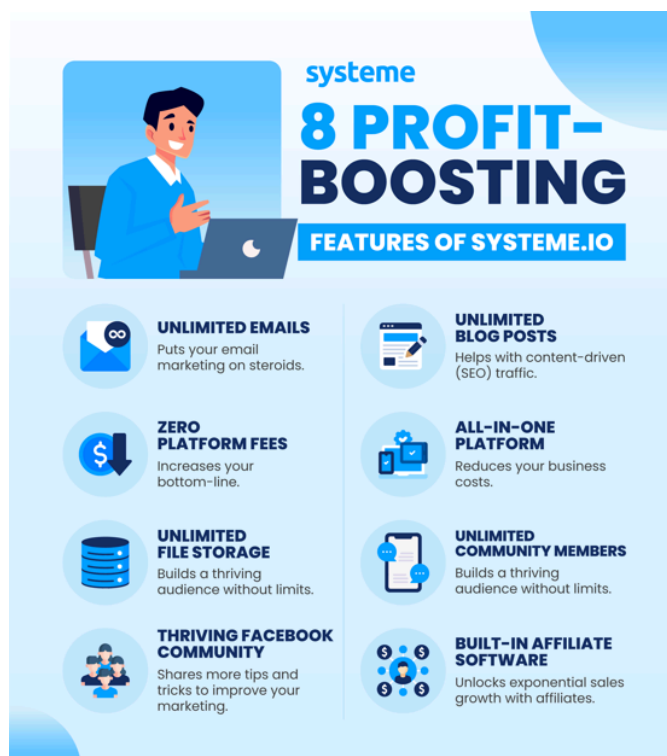 systeme
8 PROFIT-
BOOSTING
FEATURES OF SYSTEME.IO
UNLIMITED EMAILS
Puts your email
marketing on steroids.
ZERO
PLATFORM FEES
Increases your
bottom-line.
UNLIMITED
FILE STORAGE
Builds a thriving
audience without limits.
THRIVING FACEBOOK
COMMUNITY
Shares more tips and
tricks to improve your
marketing.
UNLIMITED
BLOG POSTS
Helps with content-driven
(SEO) traffic.
ALL-IN-ONE
PLATFORM
Reduces your business
costs.
UNLIMITED
COMMUNITY MEMBERS
Builds a thriving
audience without limits.
BUILT-IN AFFILIATE
SOFTWARE
Unlocks exponential sales
growth with affiliates.